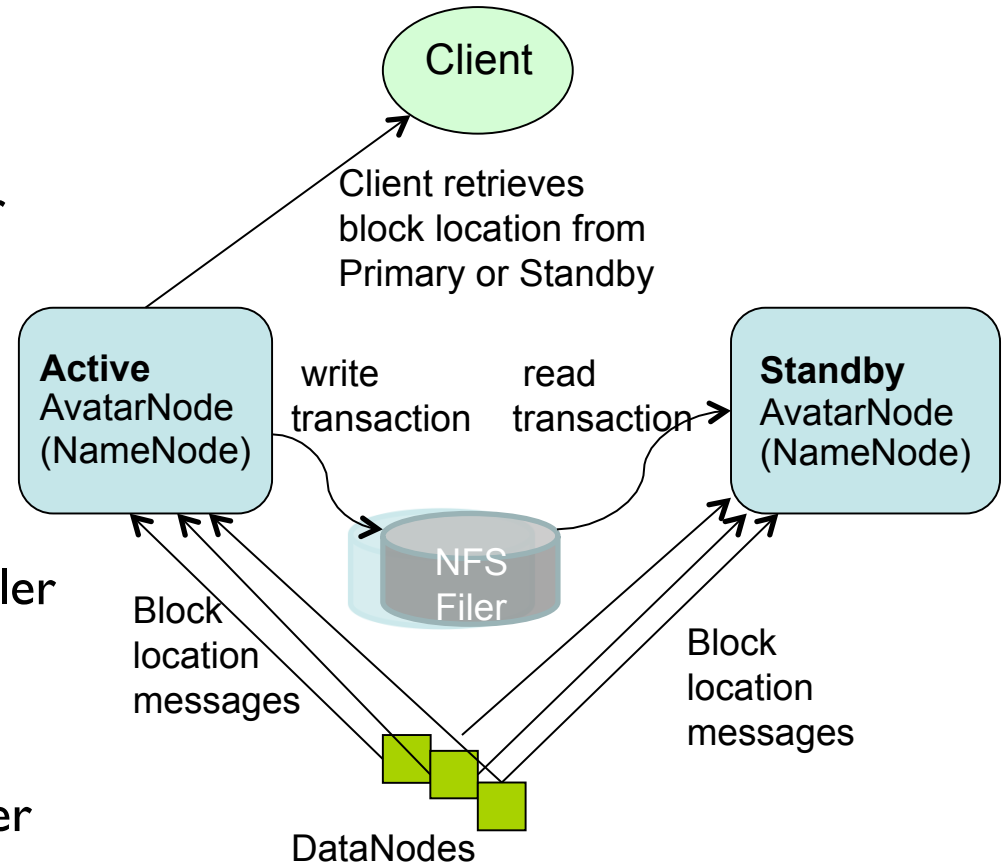 Client
Client retrieves
block location from
Primary or Standby
Active
AvatarNode
(NameNode)
write
transaction
read
transaction
Standby
AvatarNode
(NameNode)
NFS
Filer
ler
Block
location
messages
Block
location
messages
er
DataNodes